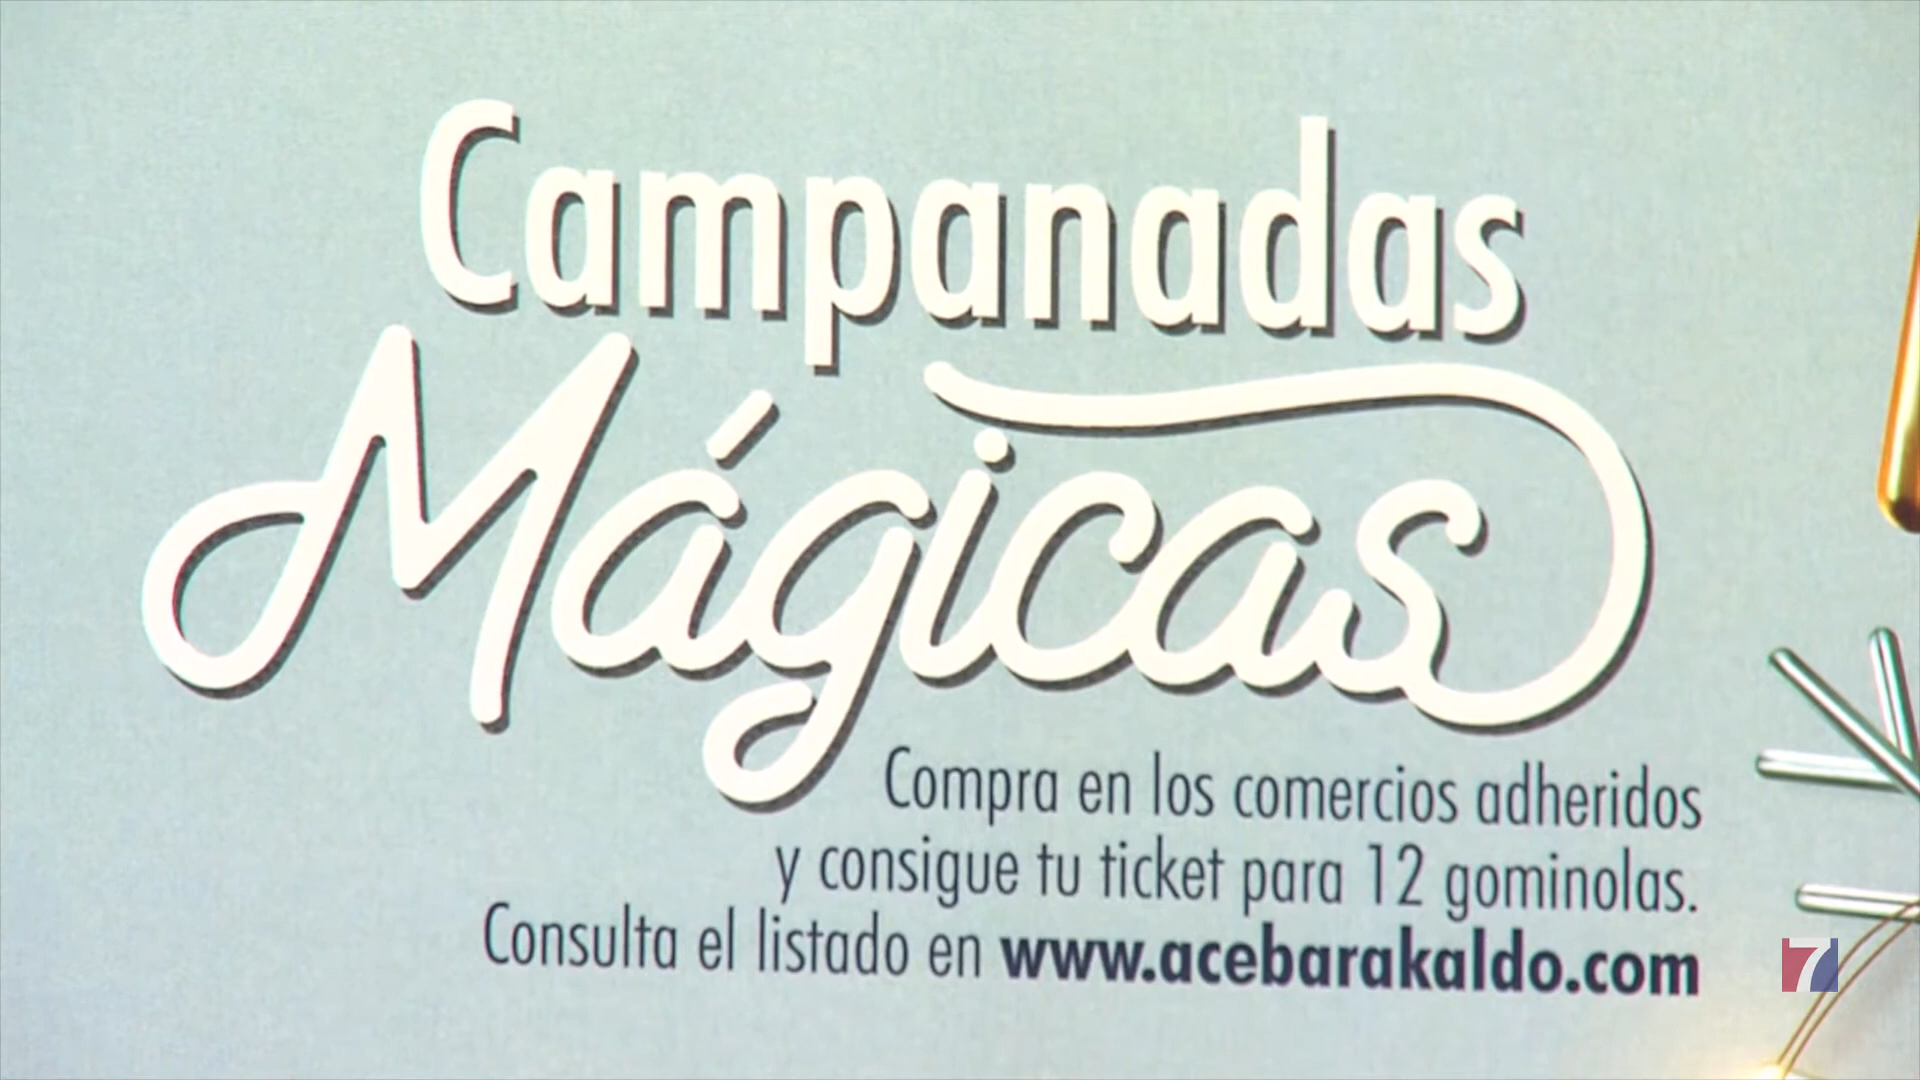 Campanadas
Mágicas
Compra en los comercios adheridos
y consigue tu ticket para 12 gominolas.
Consulta el listado en www.acebarakaldo.com
7